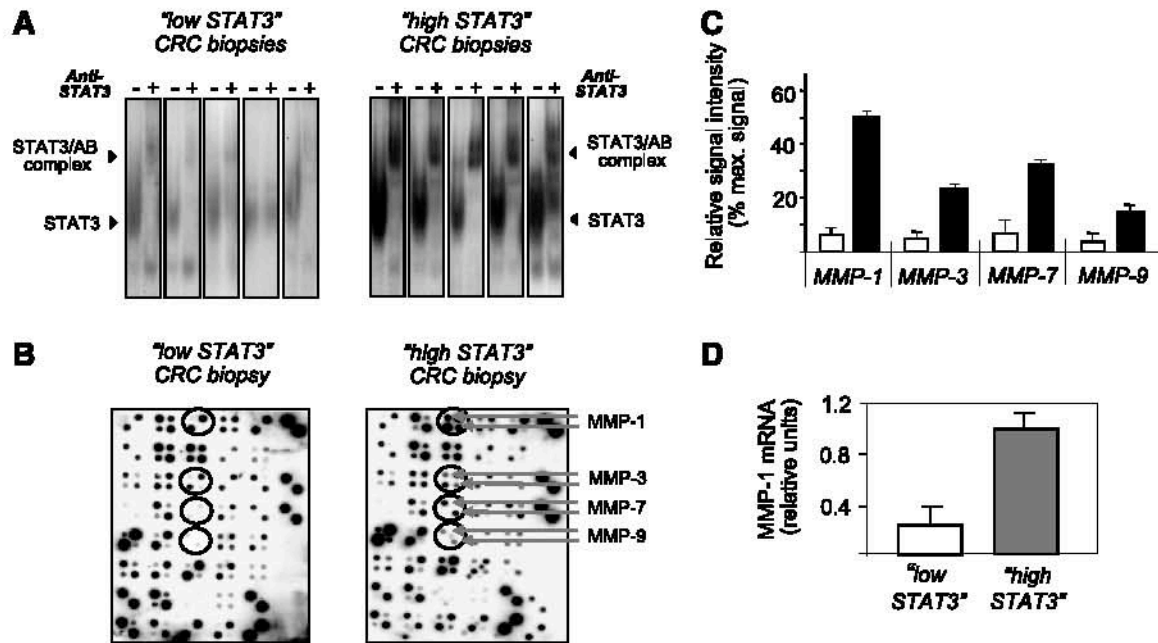 A
"low STAT3"
CRC biopsies
"high STAT3"
CRC biopsies
Anti-
STAT3
- + - + - + - + - +
- + - + - + - + - +
Anti-
STAT3
STAT3/AB
complex
STAT3
STAT3/AB
complex
STAT3
B
"low STAT3"
CRC biopsy
"high STAT3"
CRC biopsy
MMP-1
MMP-3
MMP-7
MMP-9
C
Relative signal intensity
(% max. signal)
60
40
20
MMP-1 MMP-3 MMP-7 MMP-9
D
MMP-1 mRNA
(relative units)
1.2
0.8
0.4
"low
STAT3"
"high
STAT3"